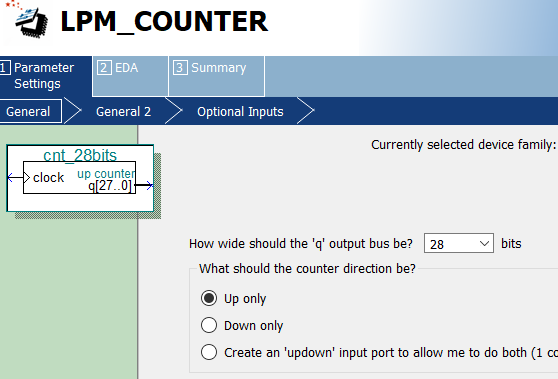 LPM_COUNTER
1 Parameter Settings
2 EDA
3 Summary
General
General 2
Optional Inputs
Currently selected device family:
cnt_28bits
up counter
clock
q[27..0]
How wide should the 'q' output bus be? 28 bits
What should the counter direction be?
Up only
Down only
Create an 'updown' input port to allow me to do both (1 co